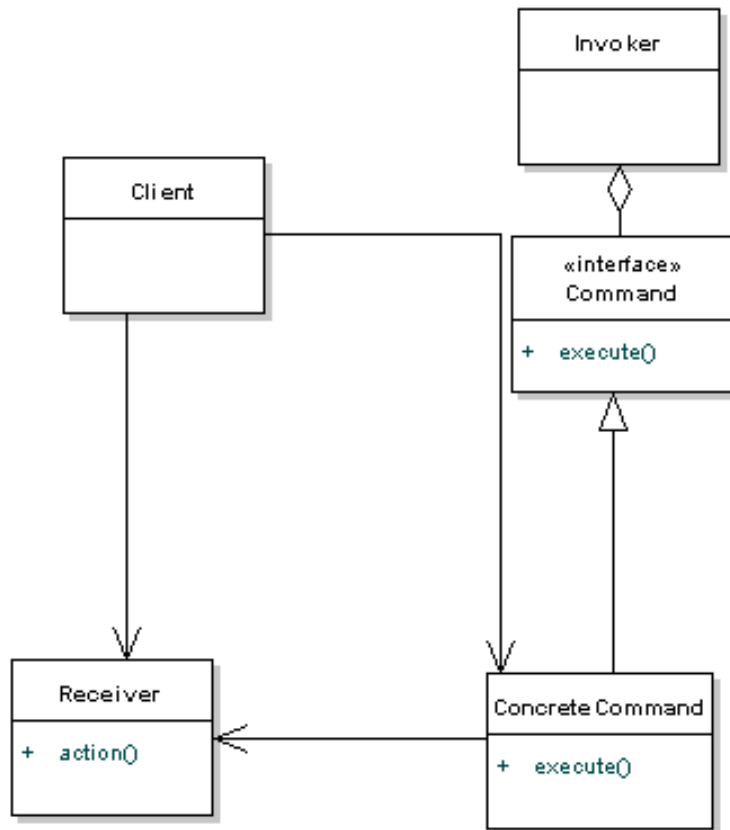 Invoker
Client
«interface»
Command
+ execute()
Receiver
+ action()
Concrete Command
+ execute()